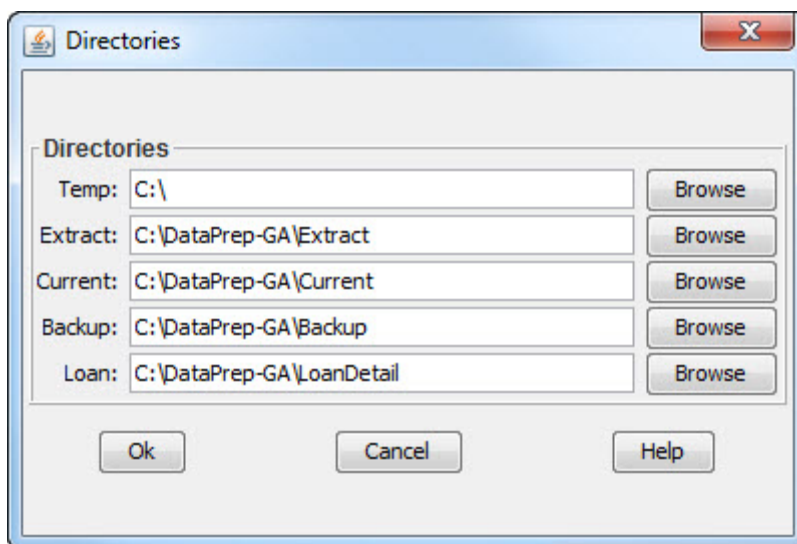 Directories
Directories
Temp: C:\ Browse
Extract: C:\DataPrep-GA\Extract Browse
Current: C:\DataPrep-GA\Current Browse
Backup: C:\DataPrep-GA\Backup Browse
Loan: C:\DataPrep-GA\LoanDetail Browse
Ok Cancel Help